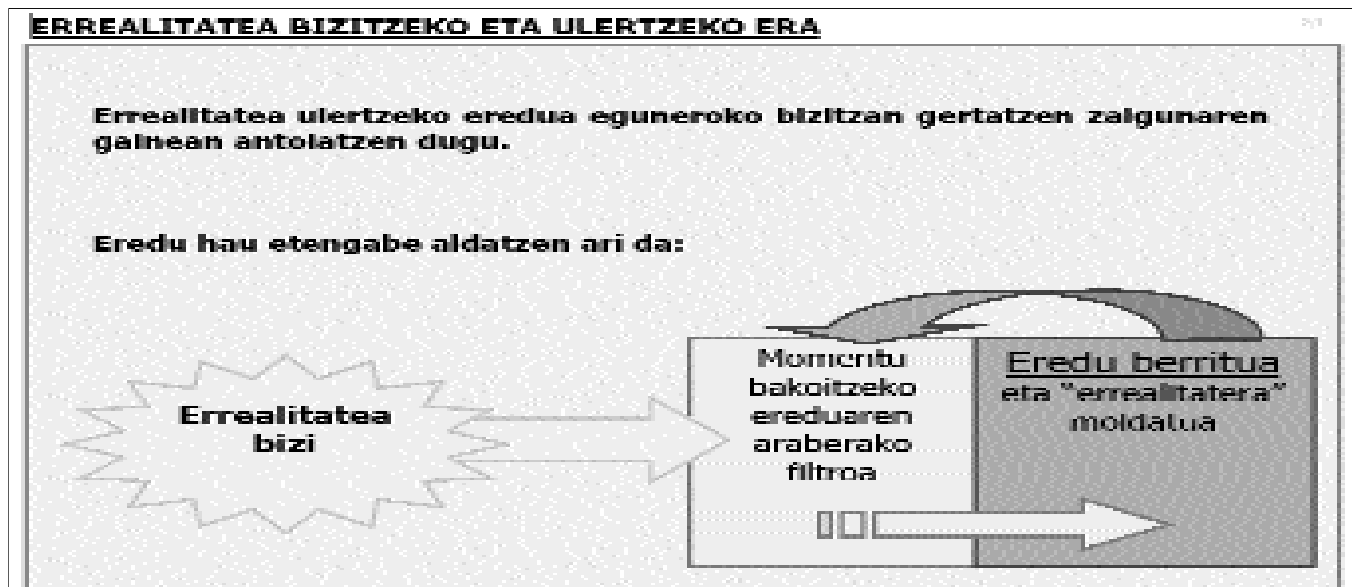 ERREALITATEA BIZITZEKO ETA ULERTZEKO ERA
Errealitatea ulertzeko eredua eguneroko bizitzan gertatzen zaigunaren
gainean antolatzen dugu.
Eredu hau etengabe aldatzen ari da:
Errealitatea
bizi
Momentu
bakoitzeko
ereduaren
araberako
filtroa
Eredu berritua
eta "errealitatera"
moldatua